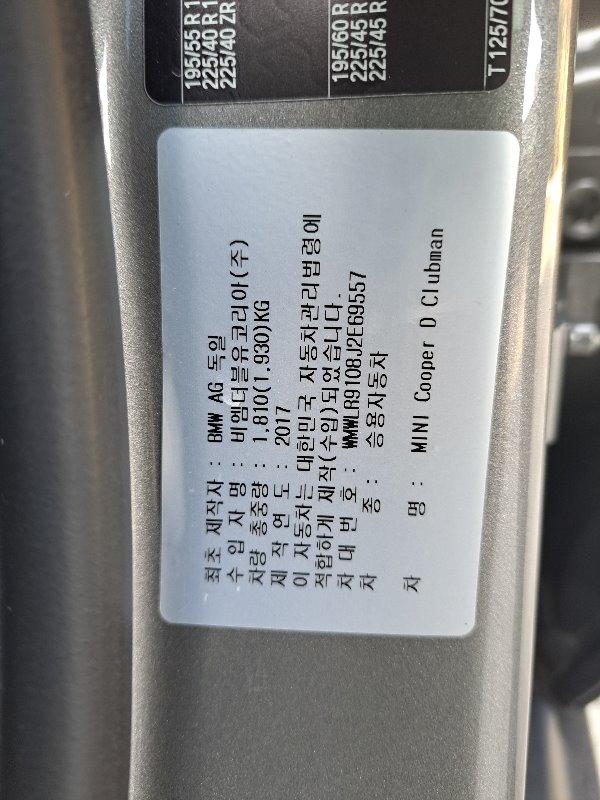 195/55 R 1
225/40 R 1
225/40 ZR
195/60 R
225/45 R
225/45 R
T 125/70
최초 제작자 : BMW AG 독일
수 입 자 명 : 비엠더블유코리아(주)
차량 총중량 : 1,810(1,930)KG
제 작 연 도 : 2017
이 자동차는 대한민국 자동차관리법령에
적합하게 제작(수입)되었습니다.
차 대 번 호 : WMWLR9108J2E69557
차 종 : 승용자동차
차 명 : MINI Cooper D Clubman